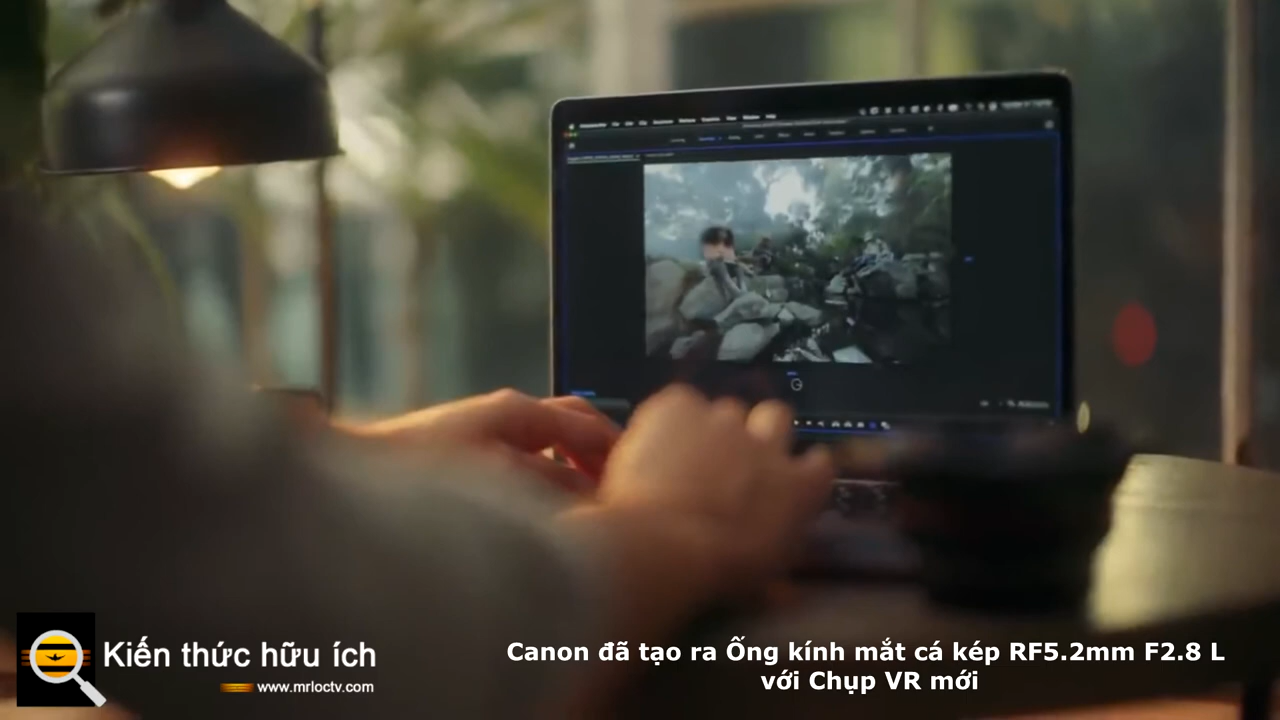 Kiến thức hữu ích
www.mrloctv.com
Canon đã tạo ra Ống kính mắt cá kép RF5.2mm F2.8 L
với Chụp VR mới